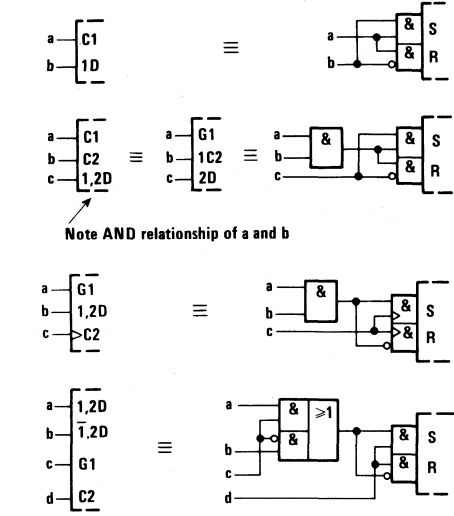 a C1 ≡ a & S
b 1D b & R
a C1 ≡ a G1 ≡ a & & S
b C2 b 1C2 b
c 1,2D c 2D c & R
Note AND relationship of a and b
a G1 ≡ a & & S
b 1,2D b
c C2 c & R
a 1,2D ≡ a & ≥1
b 1̅,2D & & S
c G1 b & R
d C2 c
d